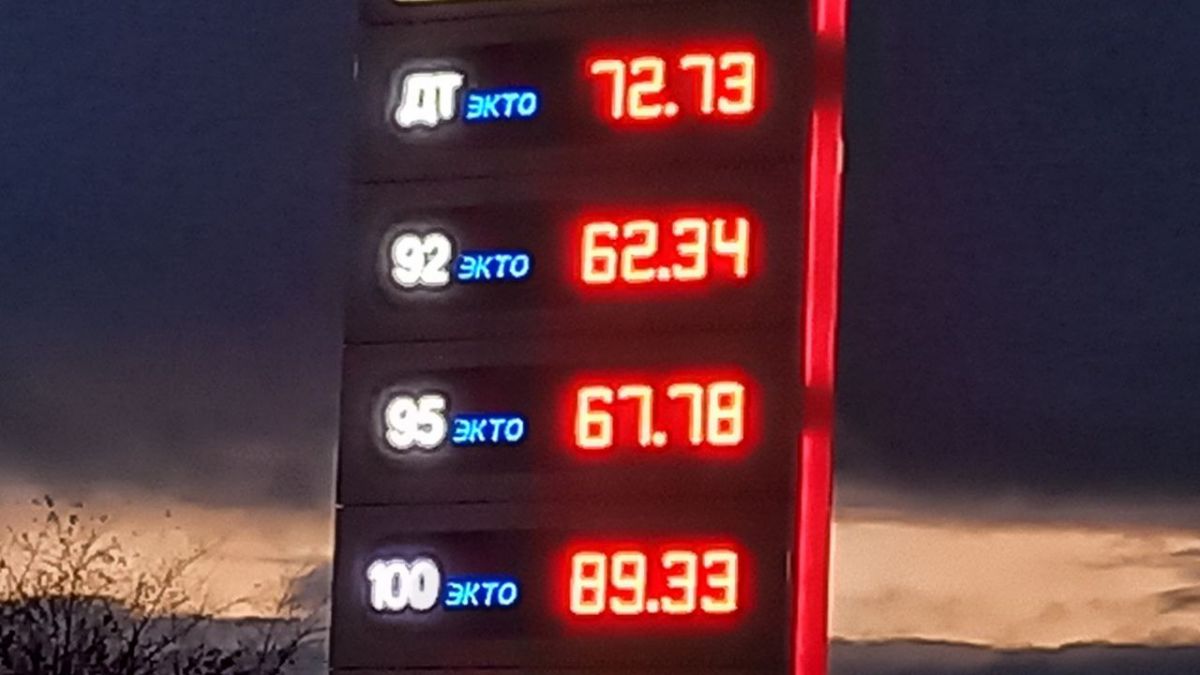 ДТ ЭКТО 72.73
92 ЭКТО 62.34
95 ЭКТО 67.78
100 ЭКТО 89.33